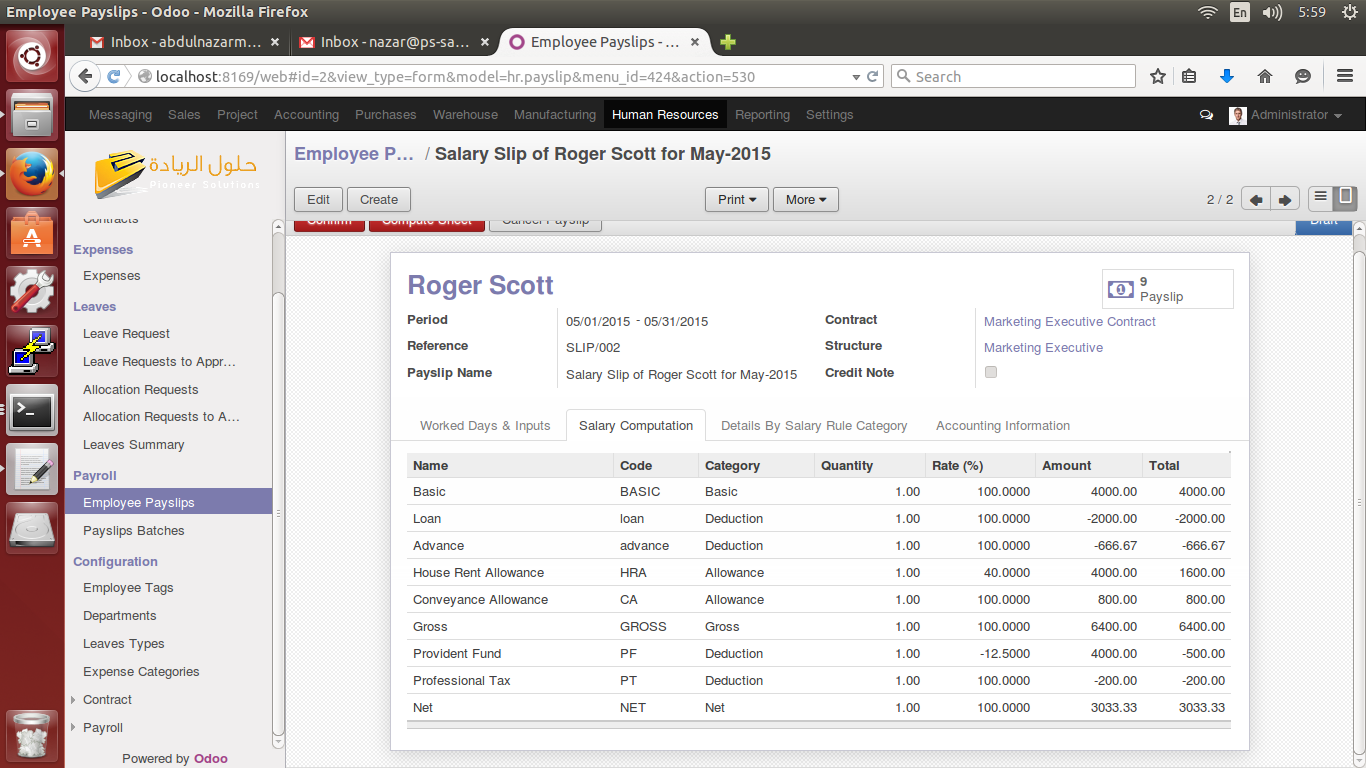 Employee Payslips - Odoo - Mozilla Firefox
En
5:59
Inbox - abdulnazarm...
Inbox - nazar@ps-sa...
Employee Payslips - ...
localhost:8169/web#id=2&view_type=form&model=hr.payslip&menu_id=424&action=530
Search
Messaging Sales Project Accounting Purchases Warehouse Manufacturing Human Resources Reporting Settings
Administrator
حلول الريادة
Pioneer Solutions
Contracts
Expenses
Expenses
Leaves
Leave Request
Leave Requests to Appr...
Allocation Requests
Allocation Requests to A...
Leaves Summary
Payroll
Employee Payslips
Payslips Batches
Configuration
Employee Tags
Departments
Leaves Types
Expense Categories
Contract
Payroll
Powered by Odoo
Employee P... / Salary Slip of Roger Scott for May-2015
Edit Create Print More 2 / 2
Confirm Compute Sheet Cancel Payslip Draft
Roger Scott
9
Payslip
Period 05/01/2015 - 05/31/2015 Contract Marketing Executive Contract
Reference SLIP/002 Structure Marketing Executive
Payslip Name Salary Slip of Roger Scott for May-2015 Credit Note
Worked Days & Inputs Salary Computation Details By Salary Rule Category Accounting Information
Name Code Category Quantity Rate (%) Amount Total
Basic BASIC Basic 1.00 100.0000 4000.00 4000.00
Loan loan Deduction 1.00 100.0000 -2000.00 -2000.00
Advance advance Deduction 1.00 100.0000 -666.67 -666.67
House Rent Allowance HRA Allowance 1.00 40.0000 4000.00 1600.00
Conveyance Allowance CA Allowance 1.00 100.0000 800.00 800.00
Gross GROSS Gross 1.00 100.0000 6400.00 6400.00
Provident Fund PF Deduction 1.00 -12.5000 4000.00 -500.00
Professional Tax PT Deduction 1.00 100.0000 -200.00 -200.00
Net NET Net 1.00 100.0000 3033.33 3033.33